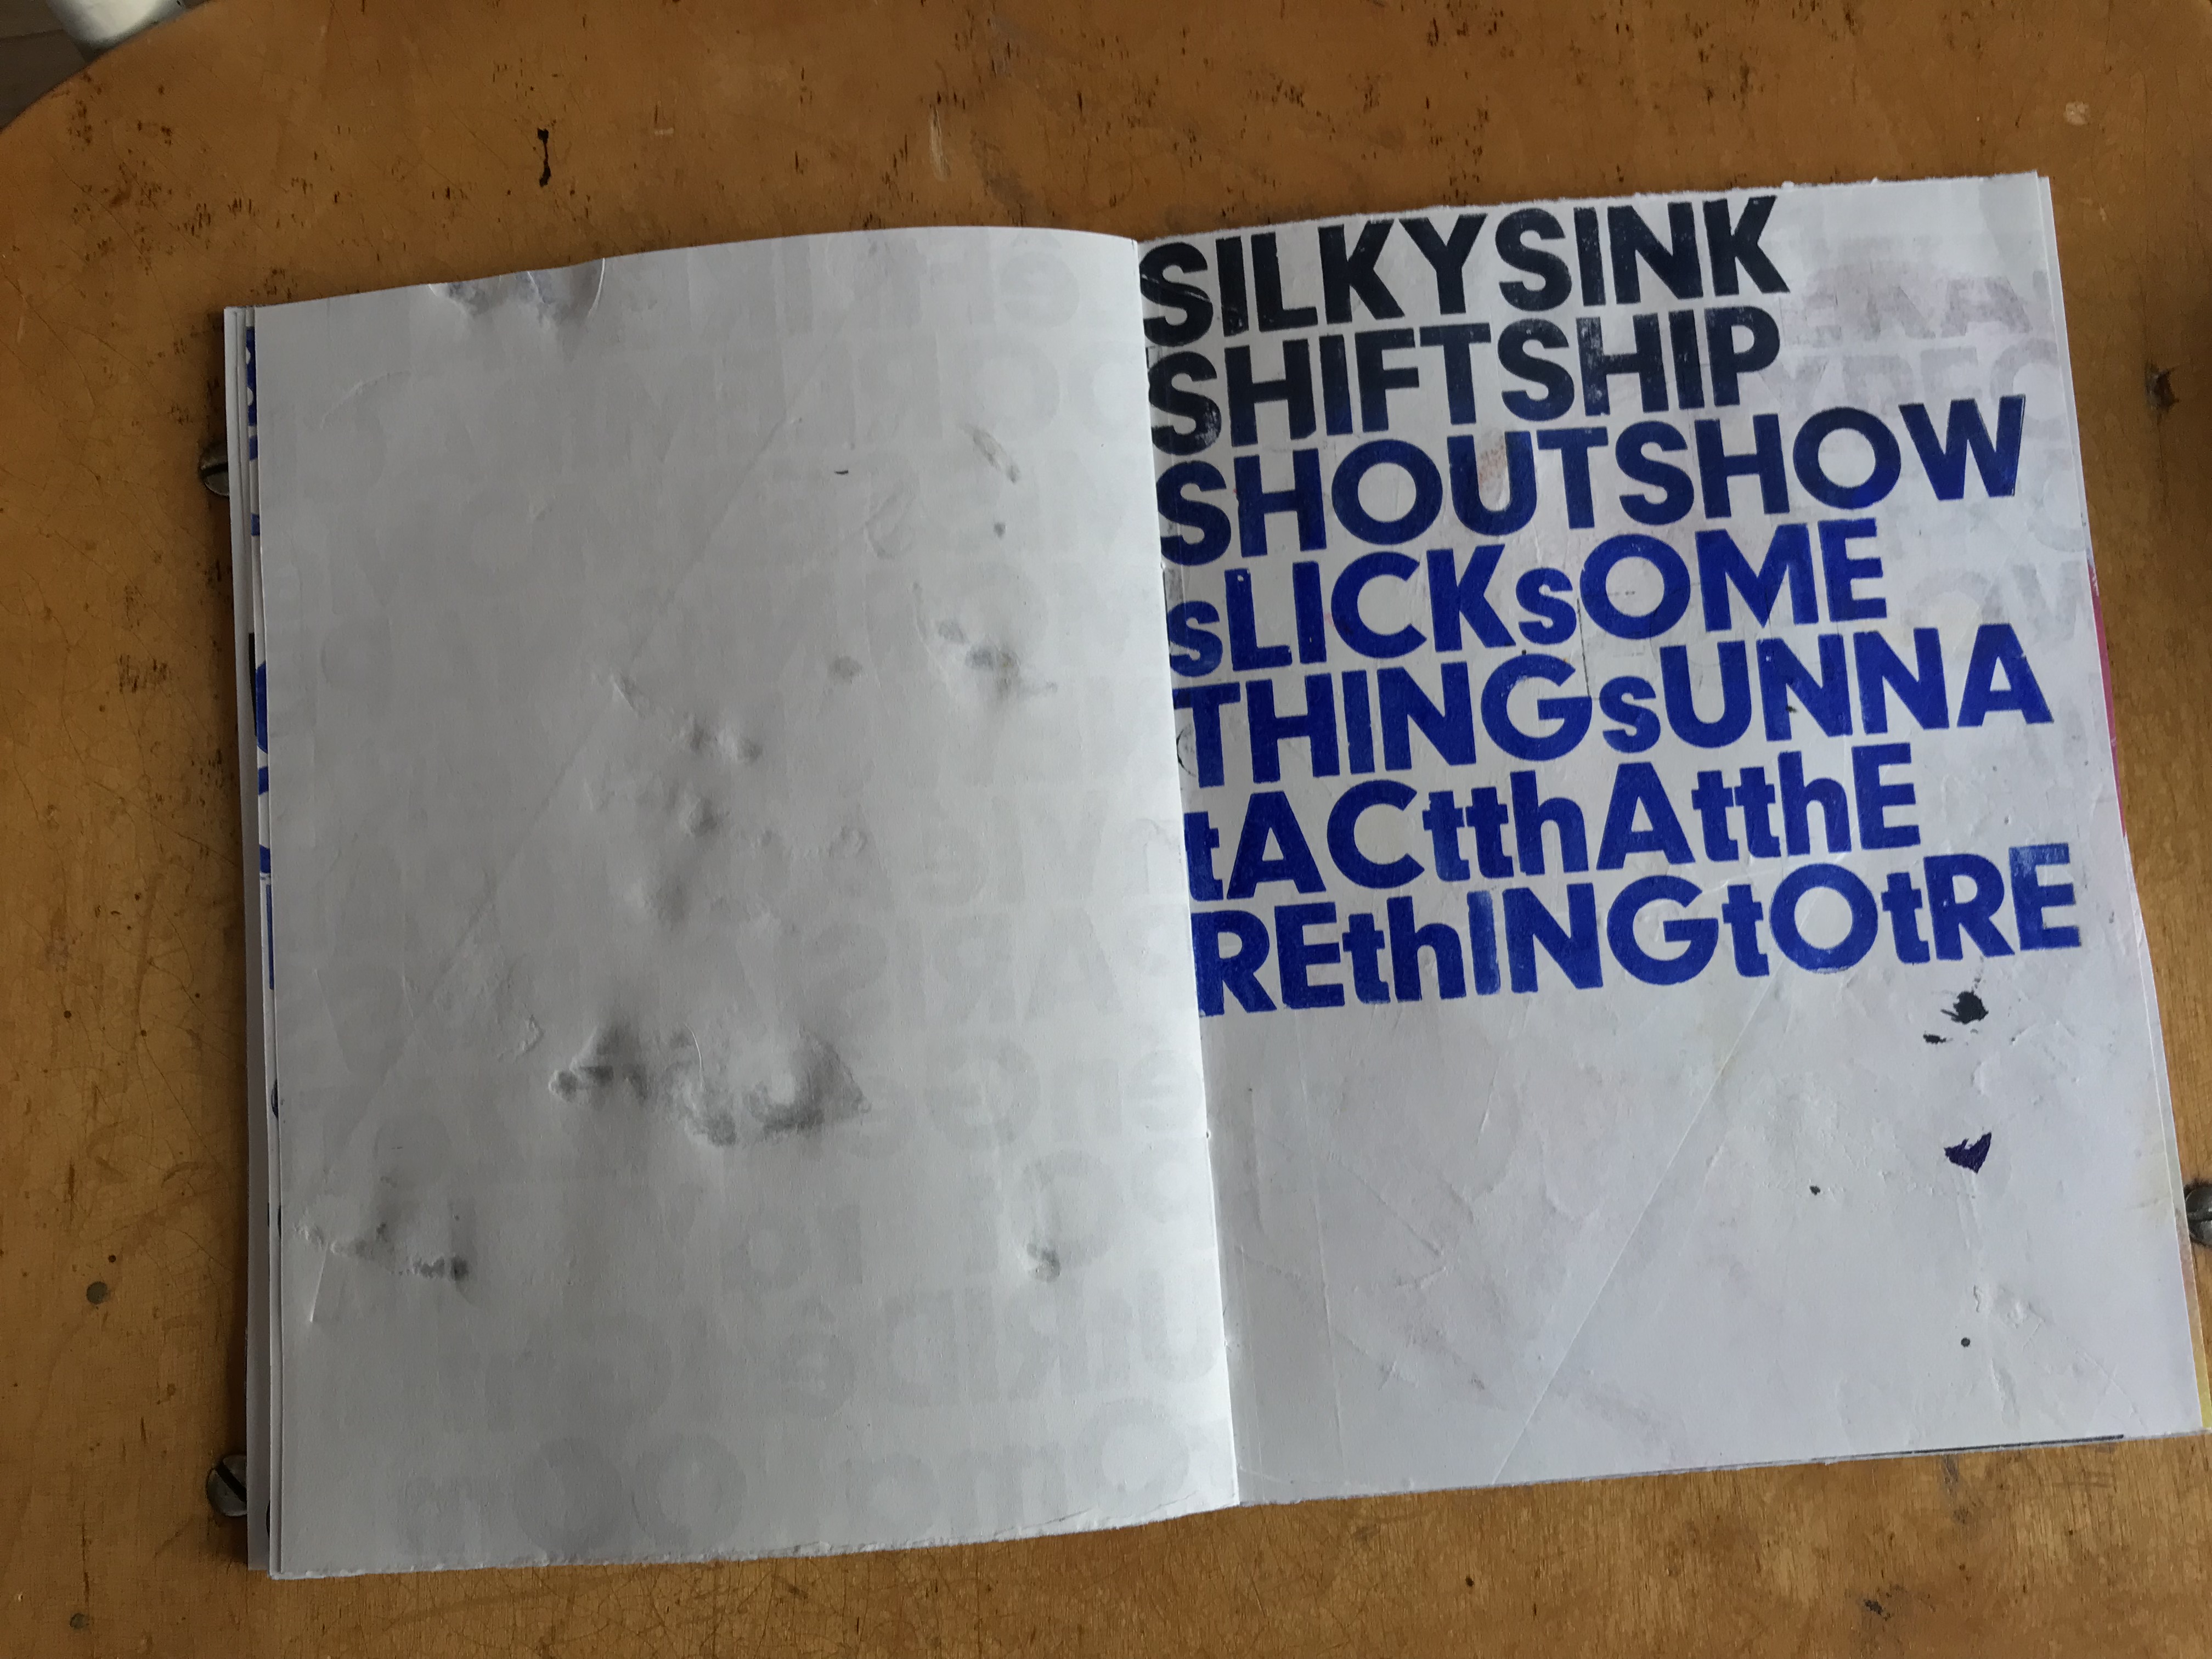 SILKYSINK
SHIFTSHIP
SHOUTSHOW
sLICKsOME
THINGsUNNA
tACtthAtthE
REthINGtOtRE